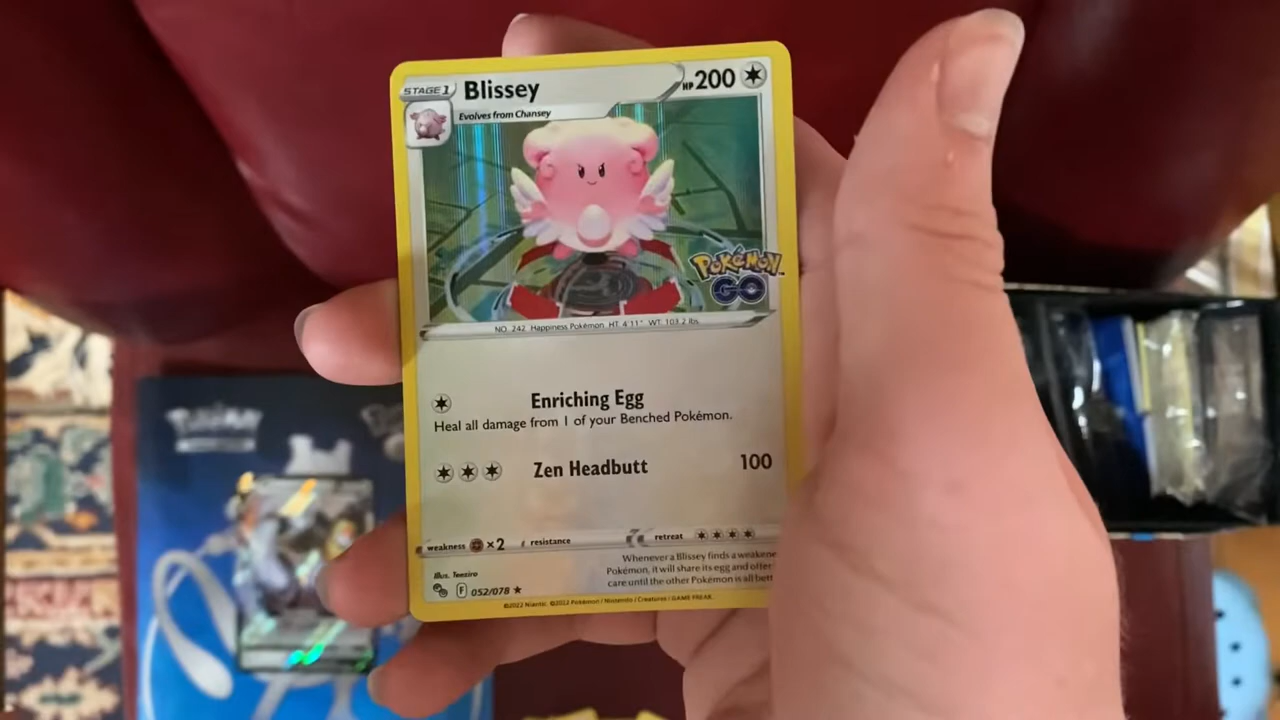 STAGE 1 Blissey HP 200
Evolves from Chansey
POKÉMON
GO
NO. 242 Happiness Pokémon HT: 4'11" WT: 103.2 lbs.
Enriching Egg
Heal all damage from 1 of your Benched Pokémon.
Zen Headbutt 100
weakness ×2 resistance retreat
Whenever a Blissey finds a weakene
Pokémon, it will share its egg and offer
care until the other Pokémon is all bett
Illus. Teeziro
F 052/078 ★
©2022 Niantic. ©2022 Pokémon / Nintendo / Creatures / GAME FREAK.
Pokémon